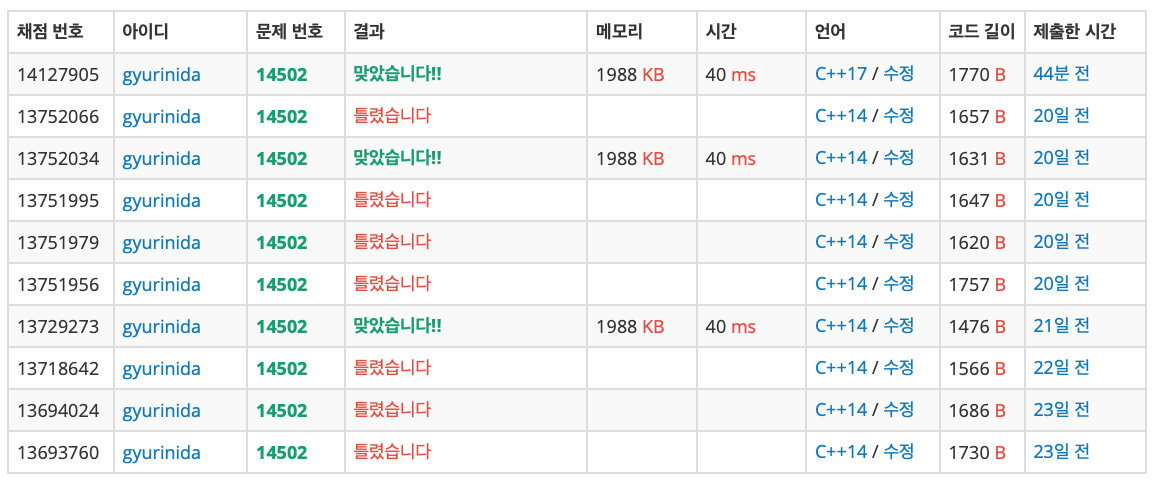 채점 번호 아이디 문제 번호 결과 메모리 시간 언어 코드 길이 제출한 시간
14127905 gyurinida 14502 맞았습니다!! 1988 KB 40 ms C++17 / 수정 1770 B 44분 전
13752066 gyurinida 14502 틀렸습니다 C++14 / 수정 1657 B 20일 전
13752034 gyurinida 14502 맞았습니다!! 1988 KB 40 ms C++14 / 수정 1631 B 20일 전
13751995 gyurinida 14502 틀렸습니다 C++14 / 수정 1647 B 20일 전
13751979 gyurinida 14502 틀렸습니다 C++14 / 수정 1620 B 20일 전
13751956 gyurinida 14502 틀렸습니다 C++14 / 수정 1757 B 20일 전
13729273 gyurinida 14502 맞았습니다!! 1988 KB 40 ms C++14 / 수정 1476 B 21일 전
13718642 gyurinida 14502 틀렸습니다 C++14 / 수정 1566 B 22일 전
13694024 gyurinida 14502 틀렸습니다 C++14 / 수정 1686 B 23일 전
13693760 gyurinida 14502 틀렸습니다 C++14 / 수정 1730 B 23일 전